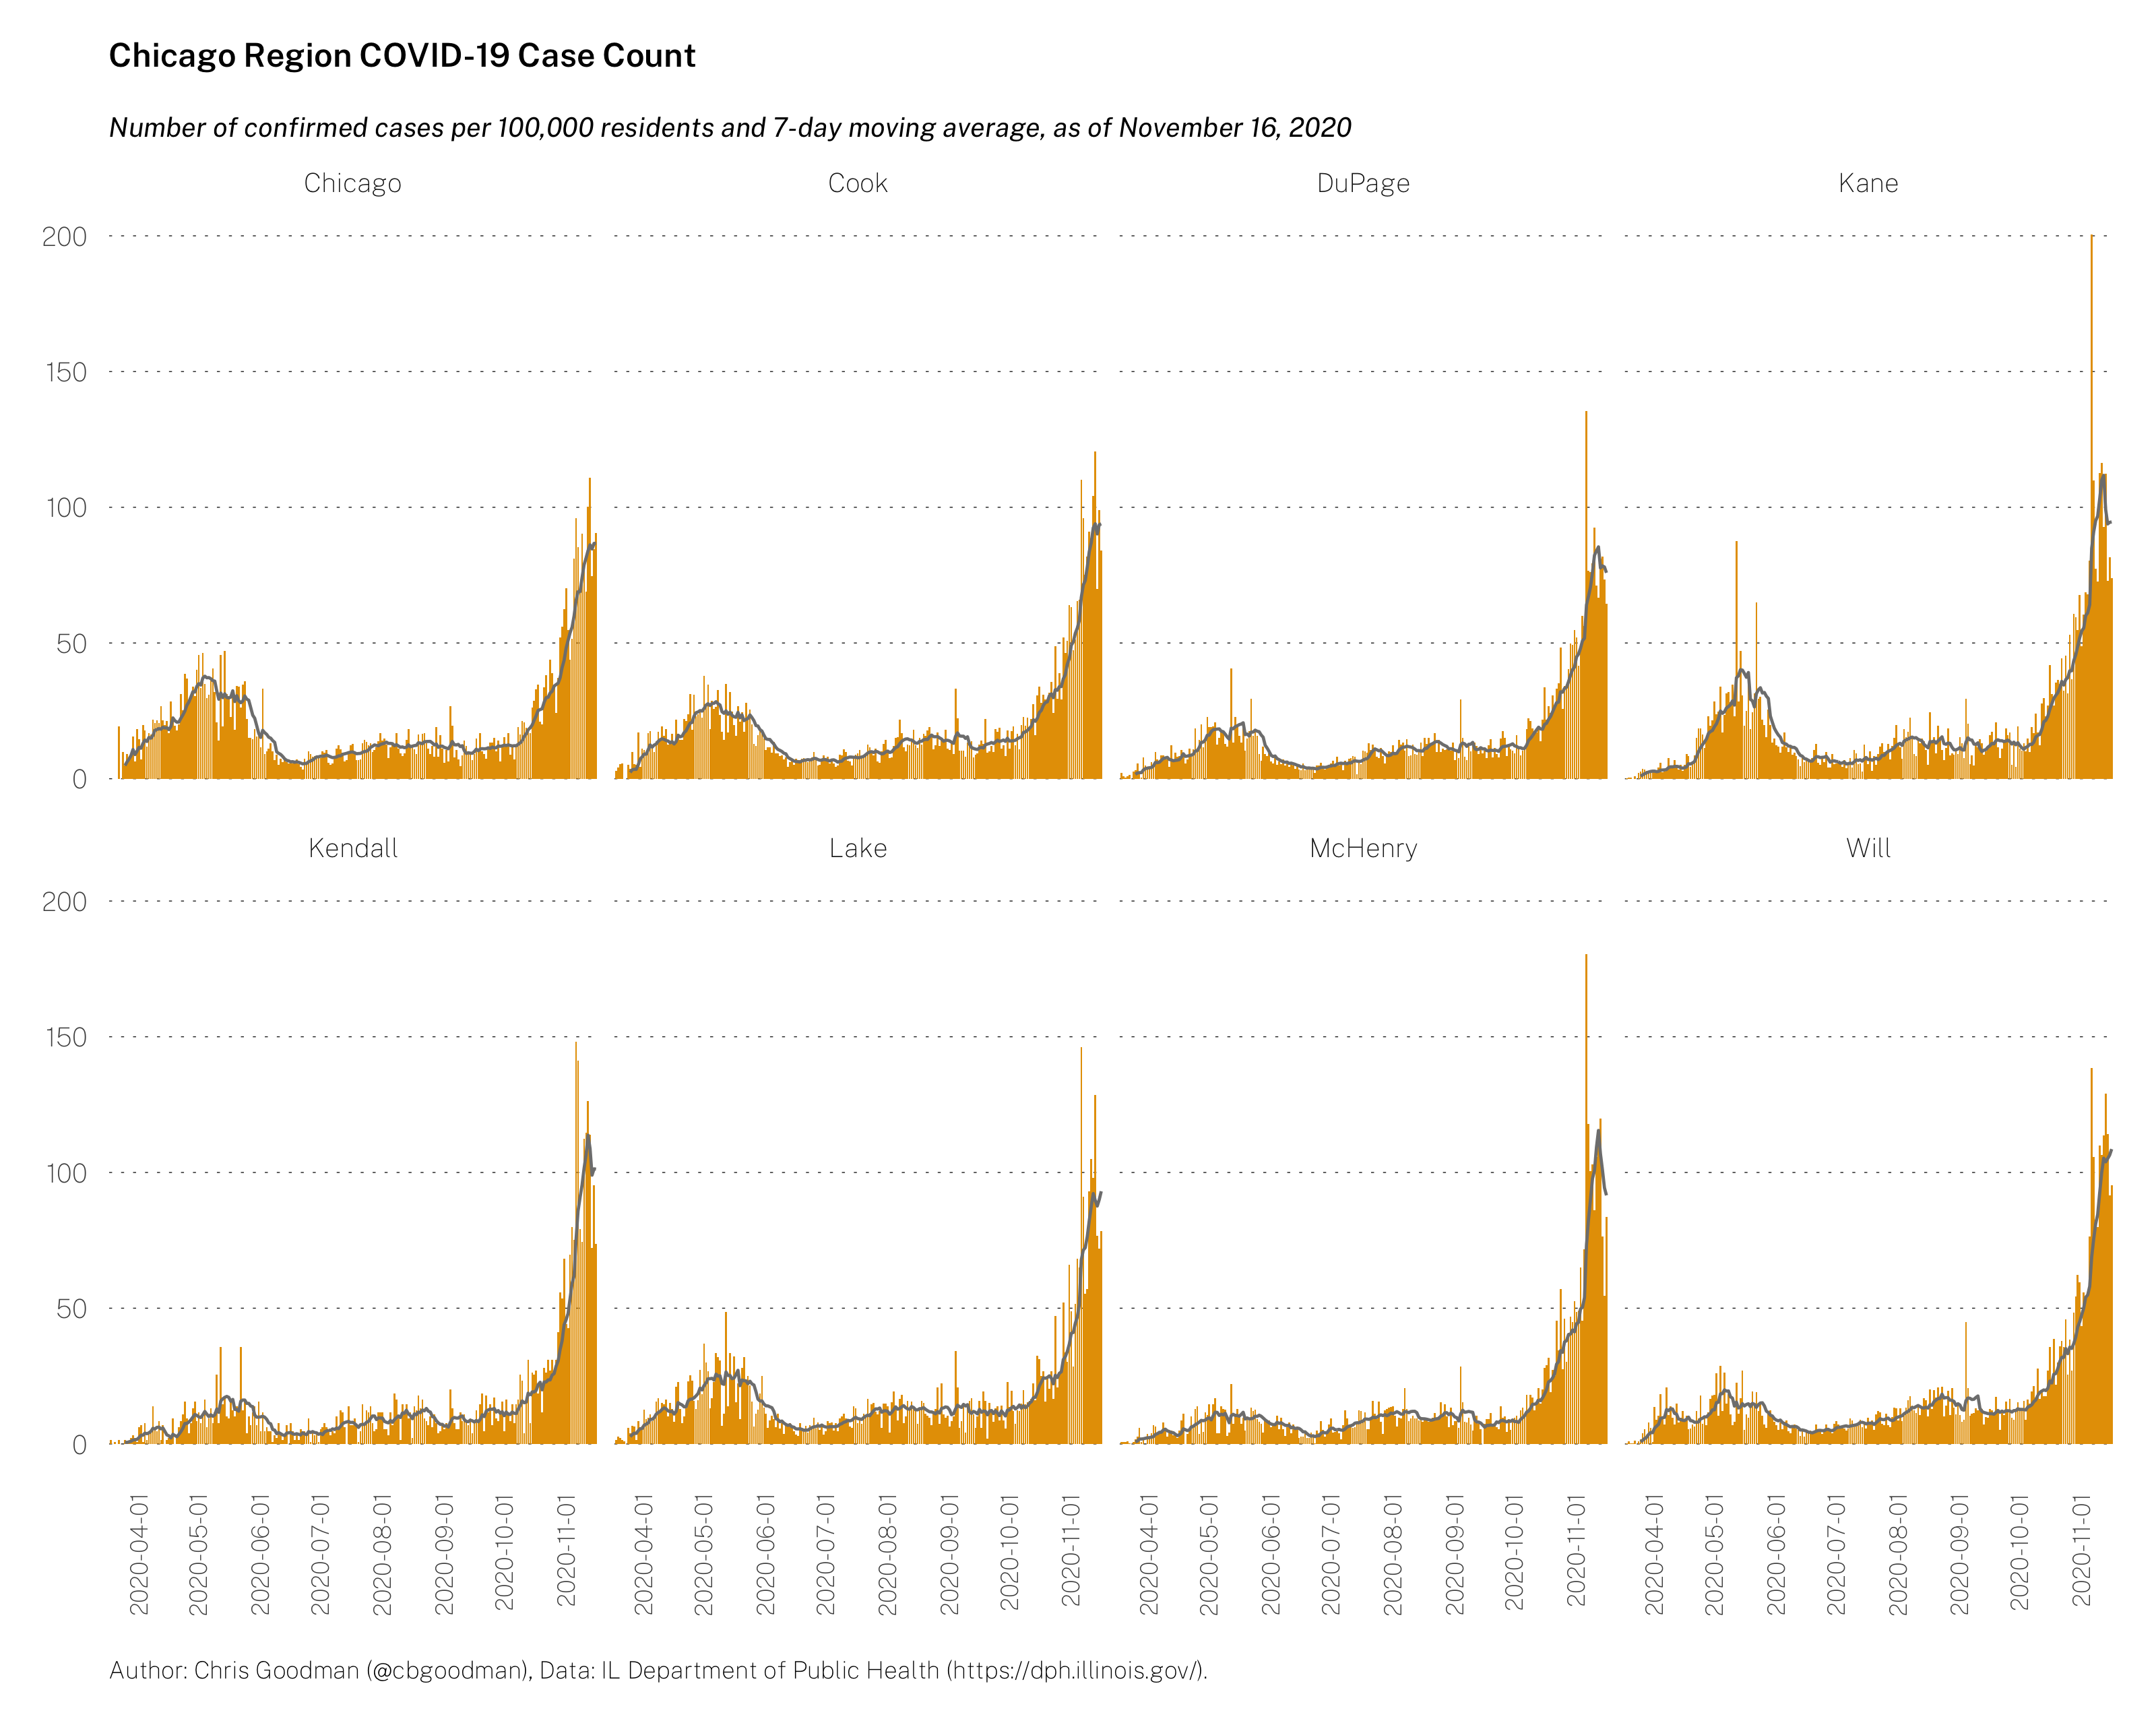 Chicago Region COVID-19 Case Count
Number of confirmed cases per 100,000 residents and 7-day moving average, as of November 16, 2020
Chicago Cook DuPage Kane
200
150
100
50
0
Kendall Lake McHenry Will
200
150
100
50
0
2020-04-01 2020-05-01 2020-06-01 2020-07-01 2020-08-01 2020-09-01 2020-10-01 2020-11-01 2020-04-01 2020-05-01 2020-06-01 2020-07-01 2020-08-01 2020-09-01 2020-10-01 2020-11-01 2020-04-01 2020-05-01 2020-06-01 2020-07-01 2020-08-01 2020-09-01 2020-10-01 2020-11-01 2020-04-01 2020-05-01 2020-06-01 2020-07-01 2020-08-01 2020-09-01 2020-10-01 2020-11-01
Author: Chris Goodman (@cbgoodman), Data: IL Department of Public Health (https://dph.illinois.gov/).